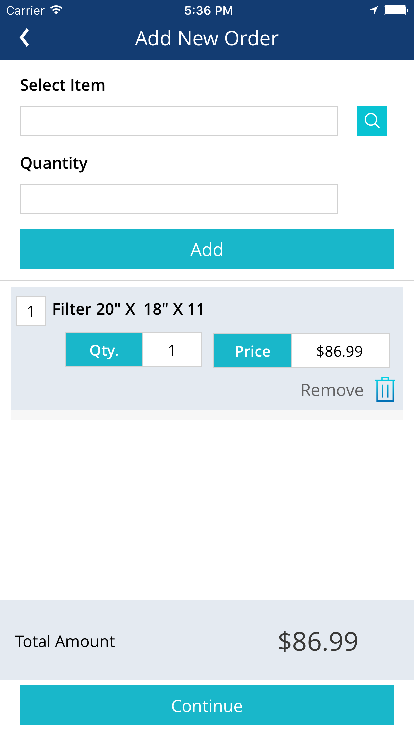 Carrier 5:36 PM
Add New Order
Select Item
Quantity
Add
1 Filter 20" X  18" X 11
Qty. 1 Price $86.99
Remove
Total Amount $86.99
Continue